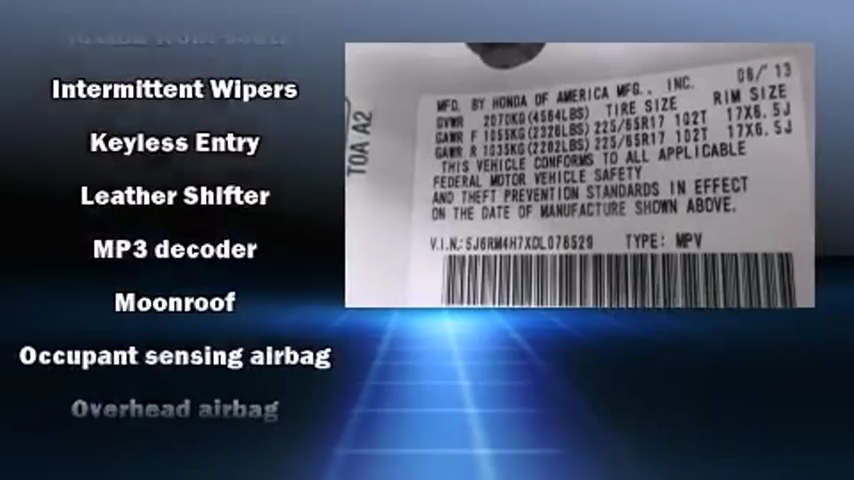 Intermittent Wipers
Keyless Entry
Leather Shifter
MP3 decoder
Moonroof
Occupant sensing airbag
Overhead airbag
TOA A2
MFD. BY HONDA OF AMERICA MFG., INC. 08/'13
GVWR 2070KG(4564LBS) TIRE SIZE RIM SIZE
GAWR F 1055KG(2326LBS) 225/65R17 102T 17X6.5J
GAWR R 1035KG(2282LBS) 225/65R17 102T 17X6.5J
THIS VEHICLE CONFORMS TO ALL APPLICABLE
FEDERAL MOTOR VEHICLE SAFETY
AND THEFT PREVENTION STANDARDS IN EFFECT
ON THE DATE OF MANUFACTURE SHOWN ABOVE.
V.I.N.:5J6RM4H7XDL078529 TYPE: MPV